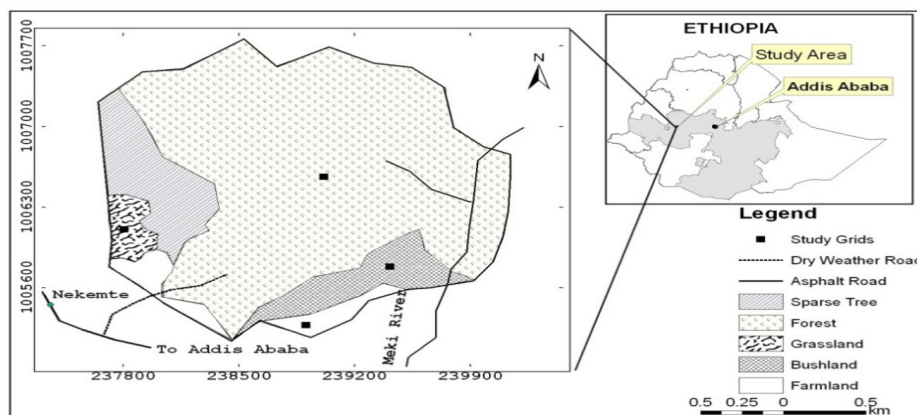 1007700
1007000
1006300
1005600
N
Nekemte
To Addis Ababa
Meki River
237800
238500
239200
239900
ETHIOPIA
Study Area
Addis Ababa
Legend
Study Grids
Dry Weather Road
Asphalt Road
Sparse Tree
Forest
Grassland
Bushland
Farmland
0.5 0.25 0 0.5
km